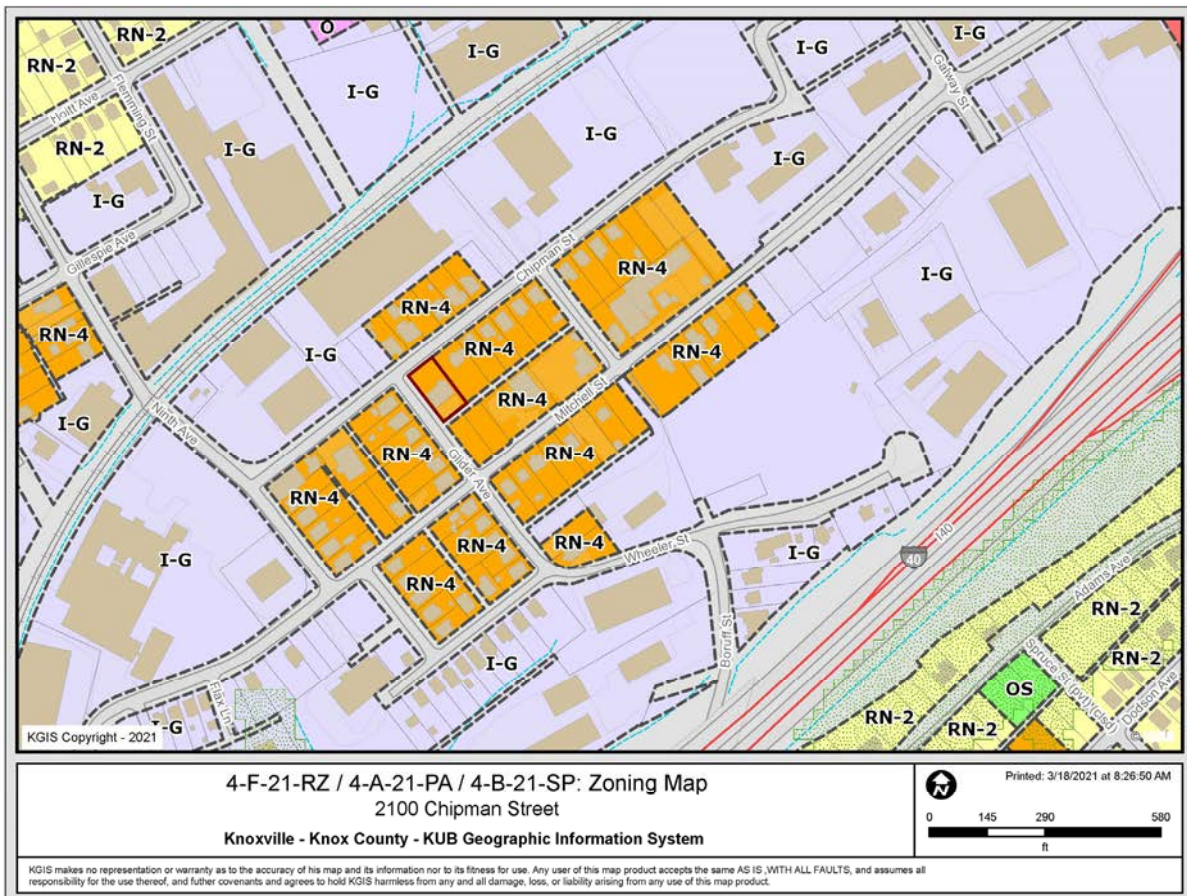 O
RN-2
I-G
I-G
I-G
RN-2
Flemming St
Galway St
Hoitt Ave
I-G
I-G
RN-2
I-G
I-G
I-G
Gillespie Ave
Chipman St
RN-4
I-G
RN-4
RN-4
RN-4
RN-4
I-G
RN-4
Mitchell St
Ninth Ave
I-G
RN-4
RN-4
Glider Ave
RN-4
I40
RN-4
Wheeler St
I-G
40
I-G
RN-4
Adams Ave
RN-2
Boruff St
Spruce St (pvt)(clsd)
RN-2
I-G
OS
Dodson Ave
Flax Ln
RN-2
RN-2
I-G
KGIS Copyright - 2021
4-F-21-RZ / 4-A-21-PA / 4-B-21-SP: Zoning Map
2100 Chipman Street
Knoxville - Knox County - KUB Geographic Information System
Printed: 3/18/2021 at 8:26:50 AM
0 145 290 580
ft
KGIS makes no representation or warranty as to the accuracy of his map and its information nor to its fitness for use. Any user of this map product accepts the same AS IS ,WITH ALL FAULTS, and assumes all
responsibility for the use thereof, and futher covenants and agrees to hold KGIS harmless from any and all damage, loss, or liability arising from any use of this map product.